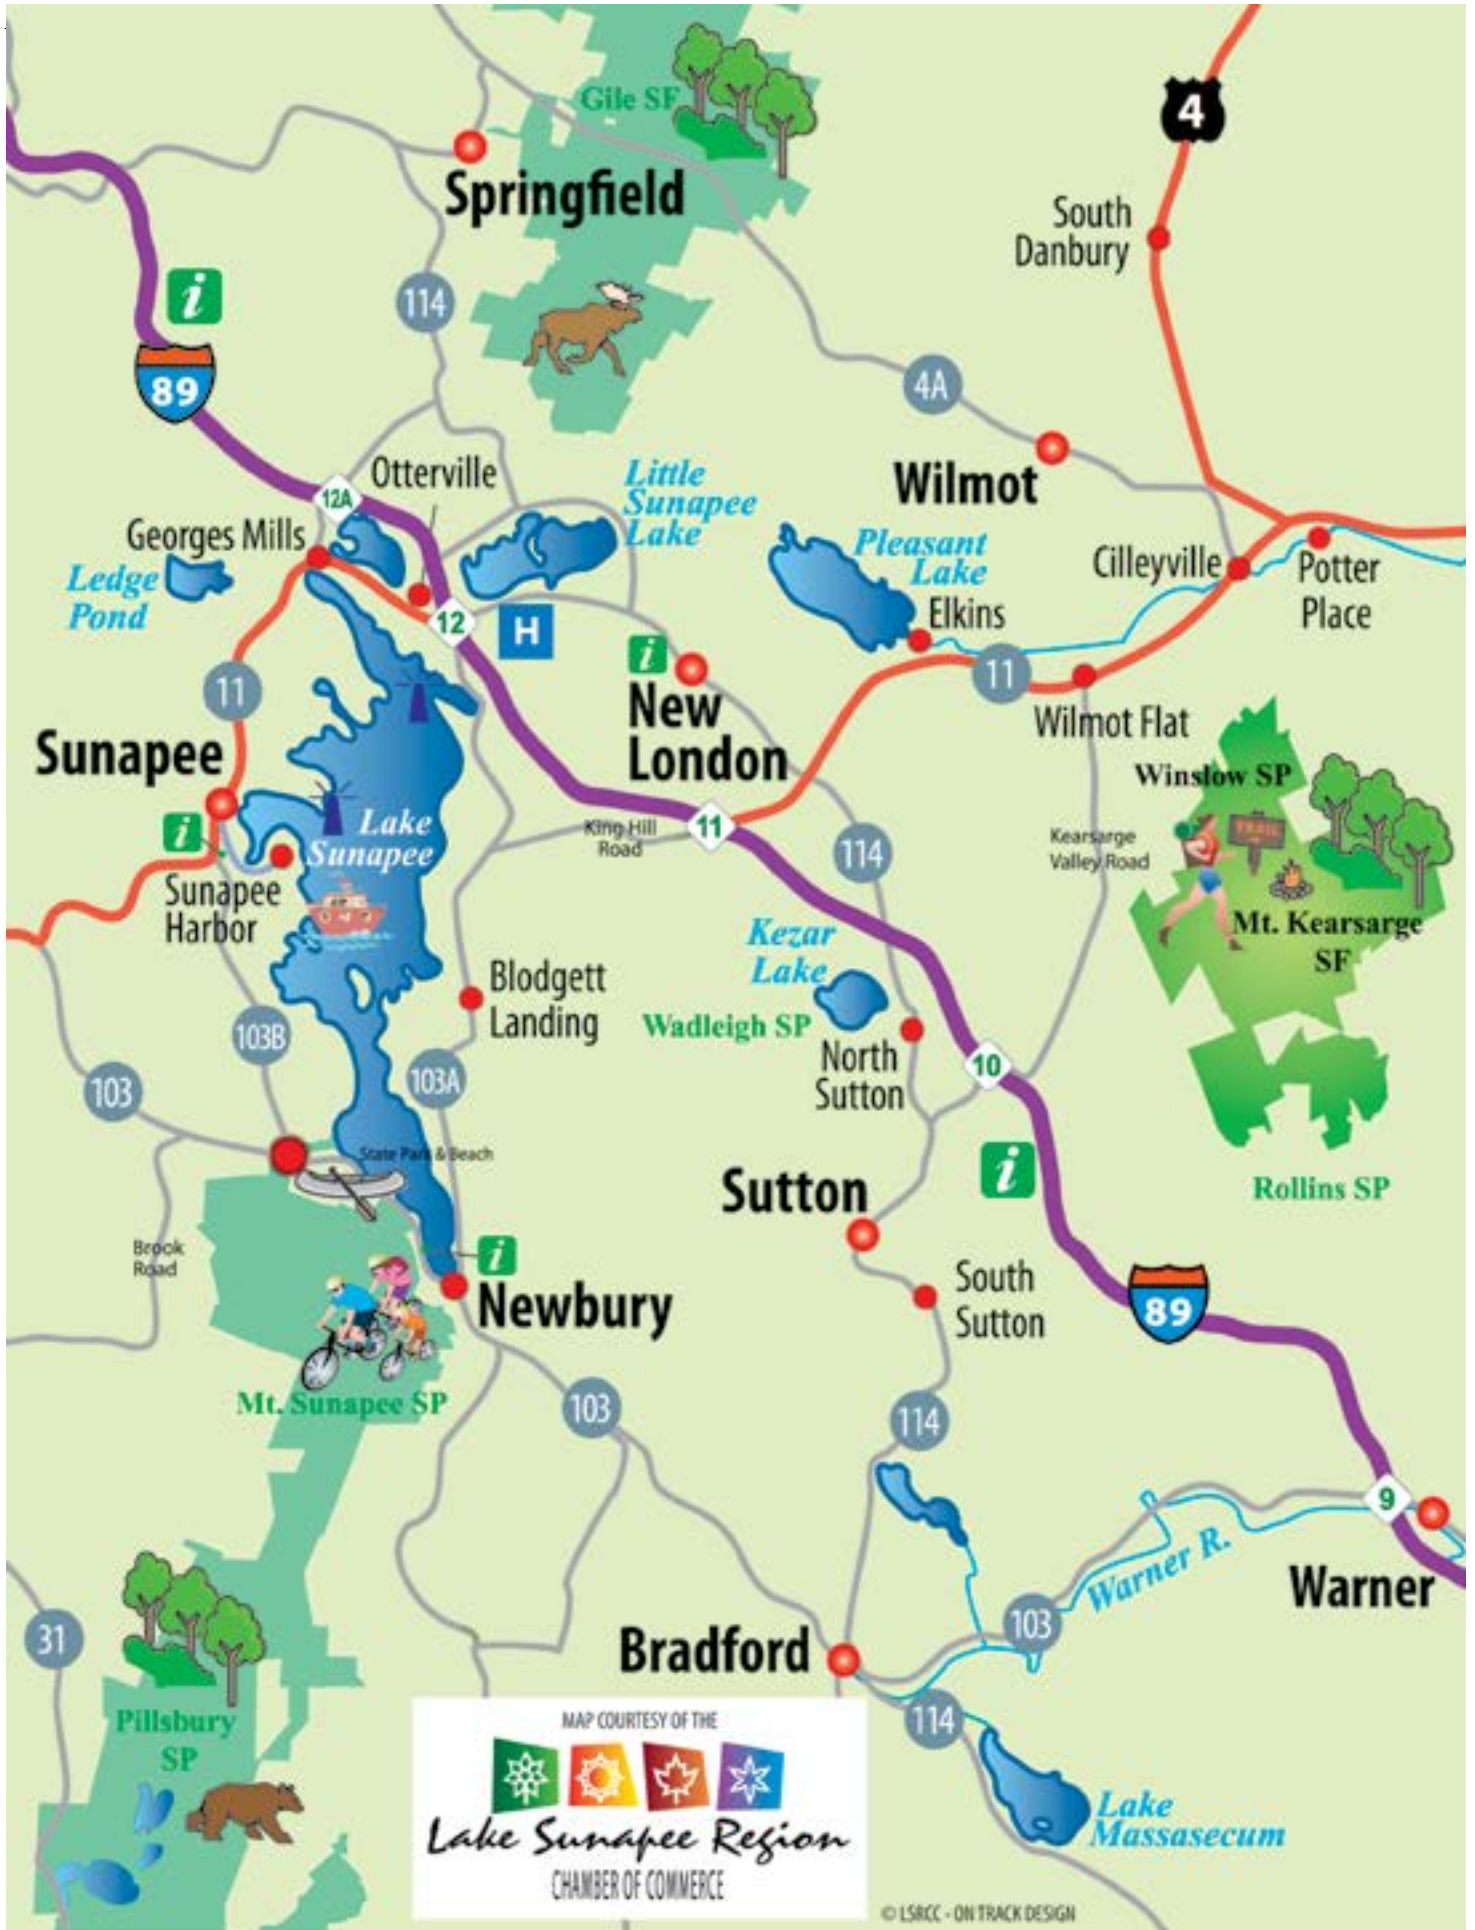 Gile SF
4
Springfield
South
Danbury
i
114
89
4A
Otterville
Little
Sunapee
Lake
Wilmot
12A
Georges Mills
Pleasant
Lake
Cilleyville
Potter
Place
Ledge
Pond
Elkins
12
H
i
11
11
New
London
Wilmot Flat
Sunapee
Winslow SP
TRAIL
i
Lake
Sunapee
King Hill
Road
11
114
Kearsarge
Valley Road
Sunapee
Harbor
Mt. Kearsarge
SF
Kezar
Lake
Blodgett
Landing
Wadleigh SP
North
Sutton
103B
10
103
103A
State Park & Beach
i
Sutton
Rollins SP
Brook
Road
i
Newbury
South
Sutton
89
Mt. Sunapee SP
103
114
9
Warner R.
Warner
31
103
Bradford
Pillsbury
SP
114
MAP COURTESY OF THE
Lake Sunapee Region
CHAMBER OF COMMERCE
Lake
Massasecum
© LSRCC - ON TRACK DESIGN